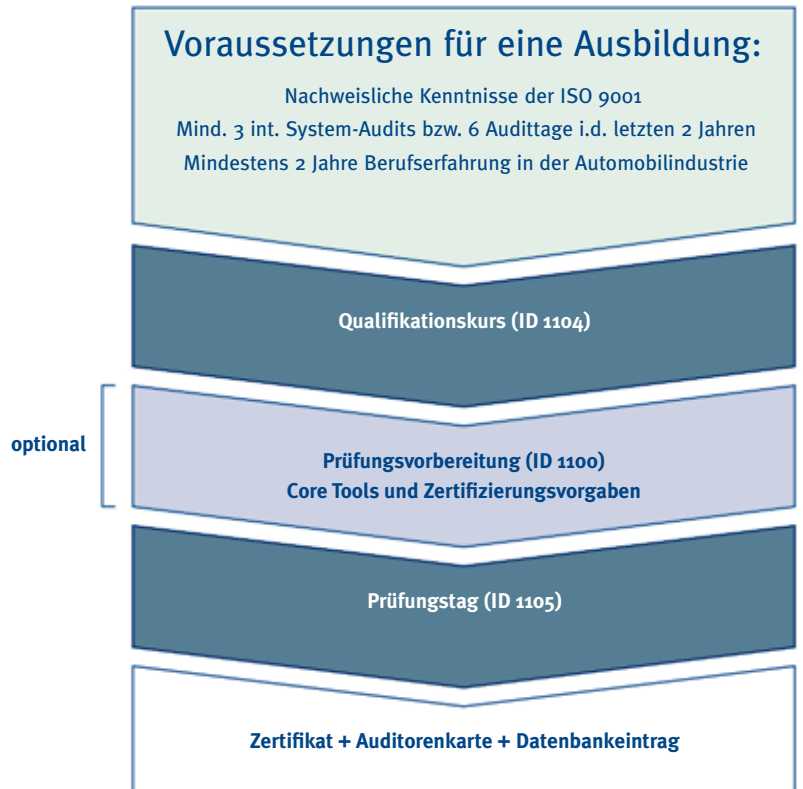 Voraussetzungen für eine Ausbildung:
Nachweisliche Kenntnisse der ISO 9001
Mind. 3 int. System-Audits bzw. 6 Audittage i.d. letzten 2 Jahren
Mindestens 2 Jahre Berufserfahrung in der Automobilindustrie
Qualifikationskurs (ID 1104)
optional
Prüfungsvorbereitung (ID 1100)
Core Tools und Zertifizierungsvorgaben
Prüfungstag (ID 1105)
Zertifikat + Auditorenkarte + Datenbankeintrag